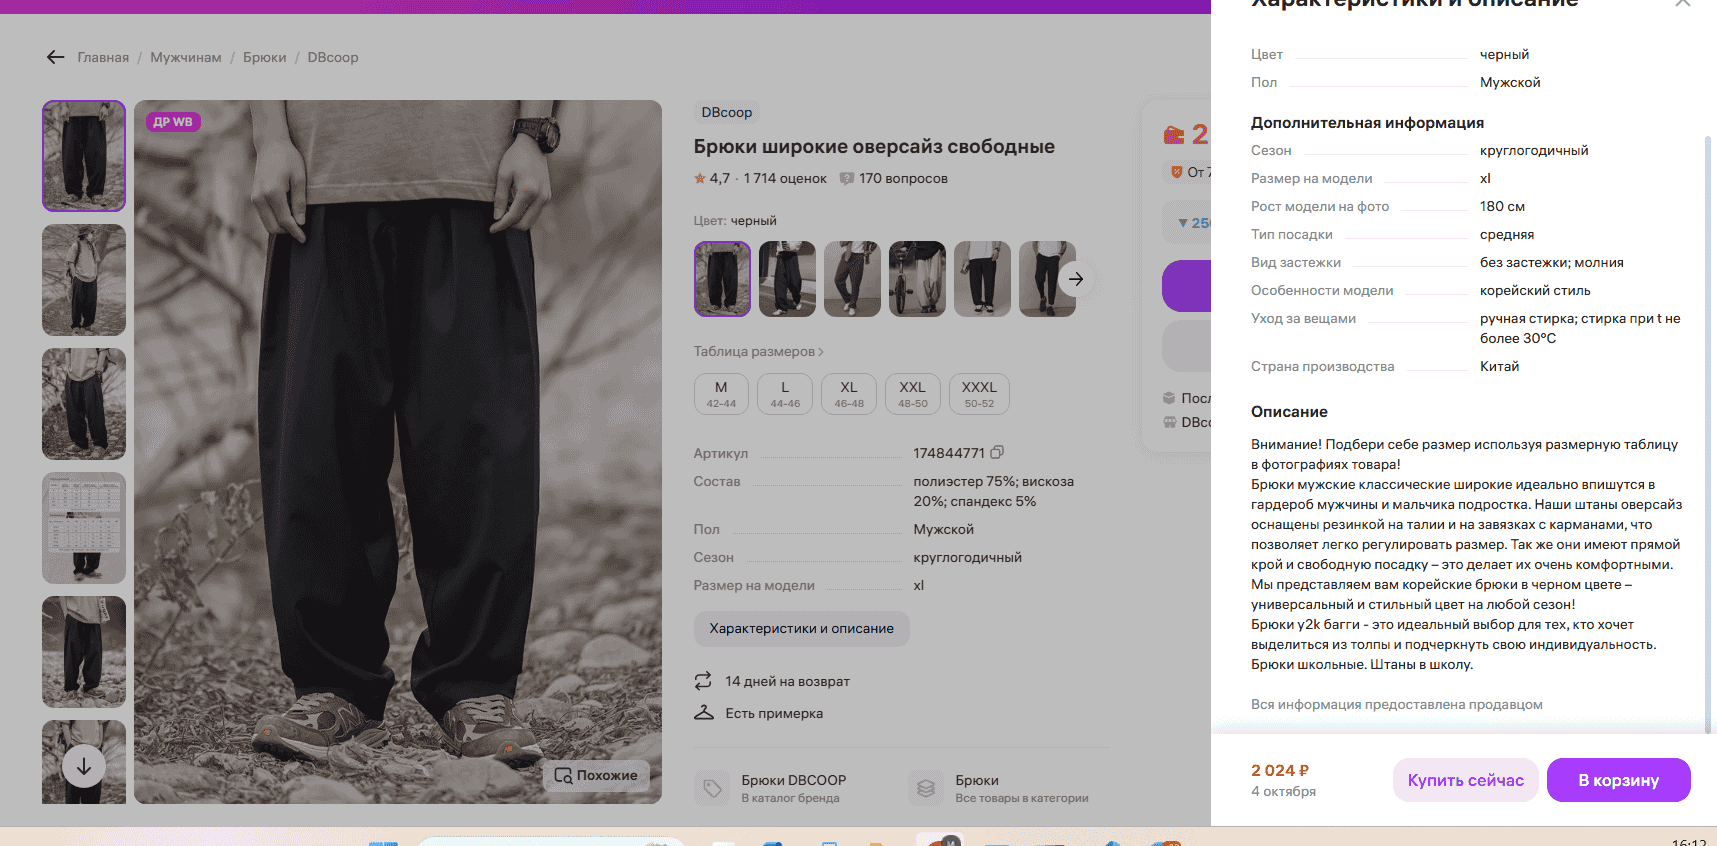 Главная / Мужчинам / Брюки / DBcoop
ДР WB
Похожие
DBcoop
Брюки широкие оверсайз свободные
4,7 · 1 714 оценок 170 вопросов
Цвет: черный
Таблица размеров
M L XL XXL XXXL
42-44 44-46 46-48 48-50 50-52
Артикул 174844771
Состав полиэстер 75%; вискоза
20%; спандекс 5%
Пол Мужской
Сезон круглогодичный
Размер на модели xl
Характеристики и описание
14 дней на возврат
Есть примерка
Брюки DBCOOP
В каталог бренда
Брюки
Все товары в категории
2
От 7
Посл
Характеристики и описание
Цвет черный
Пол Мужской
Дополнительная информация
Сезон круглогодичный
Размер на модели xl
Рост модели на фото 180 см
Тип посадки средняя
Вид застежки без застежки; молния
Особенности модели корейский стиль
Уход за вещами ручная стирка; стирка при t не
более 30°C
Страна производства Китай
Описание
Внимание! Подбери себе размер используя размерную таблицу
в фотографиях товара!
Брюки мужские классические широкие идеально впишутся в
гардероб мужчины и мальчика подростка. Наши штаны оверсайз
оснащены резинкой на талии и на завязках с карманами, что
позволяет легко регулировать размер. Так же они имеют прямой
крой и свободную посадку – это делает их очень комфортными.
Мы представляем вам корейские брюки в черном цвете –
универсальный и стильный цвет на любой сезон!
Брюки y2k багги - это идеальный выбор для тех, кто хочет
выделиться из толпы и подчеркнуть свою индивидуальность.
Брюки школьные. Штаны в школу.
Вся информация предоставлена продавцом
2 024 ₽
4 октября
Купить сейчас
В корзину
16:12